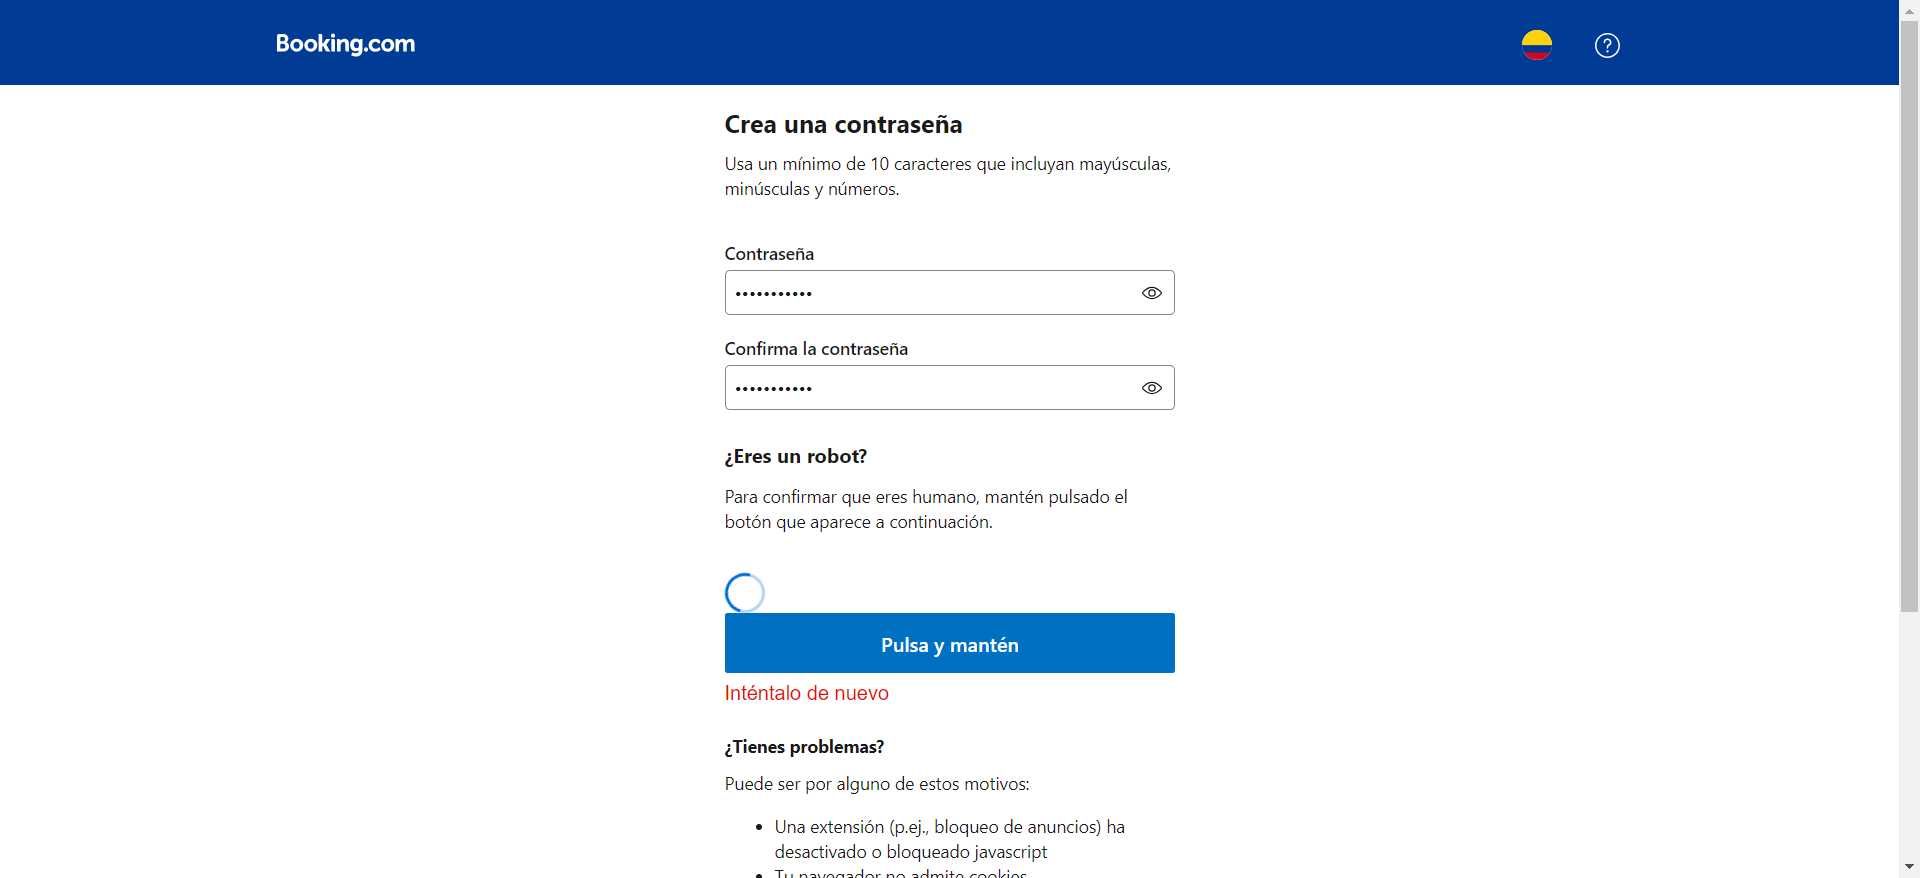 Booking.com
Crea una contraseña
Usa un mínimo de 10 caracteres que incluyan mayúsculas,
minúsculas y números.
Contraseña
Confirma la contraseña
¿Eres un robot?
Para confirmar que eres humano, mantén pulsado el
botón que aparece a continuación.
Pulsa y mantén
Inténtalo de nuevo
¿Tienes problemas?
Puede ser por alguno de estos motivos:
• Una extensión (p.ej., bloqueo de anuncios) ha
desactivado o bloqueado javascript
• Tu navegador no admite cookies